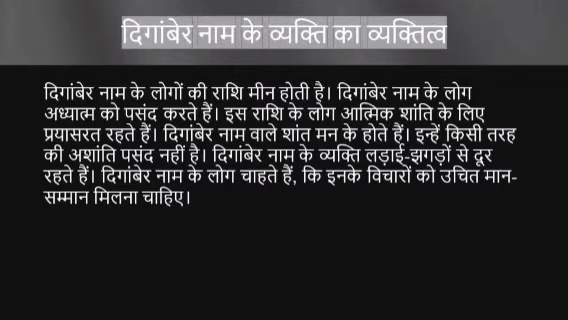 दिगांबेर नाम के व्यक्ति का व्यक्तित्व
दिगांबेर नाम के लोगों की राशि मीन होती है। दिगांबेर नाम के लोग
अध्यात्म को पसंद करते हैं। इस राशि के लोग आत्मिक शांति के लिए
प्रयासरत रहते हैं। दिगांबेर नाम वाले शांत मन के होते हैं। इन्हें किसी तरह
की अशांति पसंद नहीं है। दिगांबेर नाम के व्यक्ति लड़ाई-झगड़ों से दूर
रहते हैं। दिगांबेर नाम के लोग चाहते हैं, कि इनके विचारों को उचित मान-
सम्मान मिलना चाहिए।